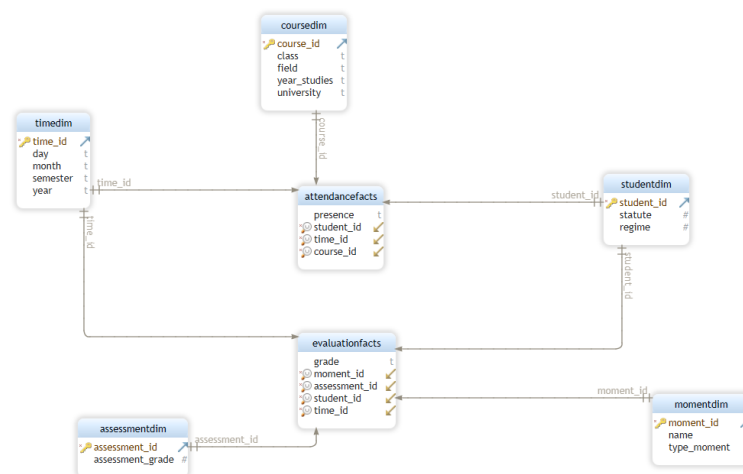 coursedim
course_id
class t
field t
year_studies t
university t
timedim
time_id
day t
month t
semester t
year t
course_id
time_id
attendancefacts
presence t
student_id
time_id
course_id
student_id
studentdim
student_id
statute #
regime #
time_id
student_id
evaluationfacts
grade t
moment_id
assessment_id
student_id
time_id
moment_id
momentdim
moment_id
name
type_moment
assessmentdim
assessment_id
assessment_grade #
assessment_id